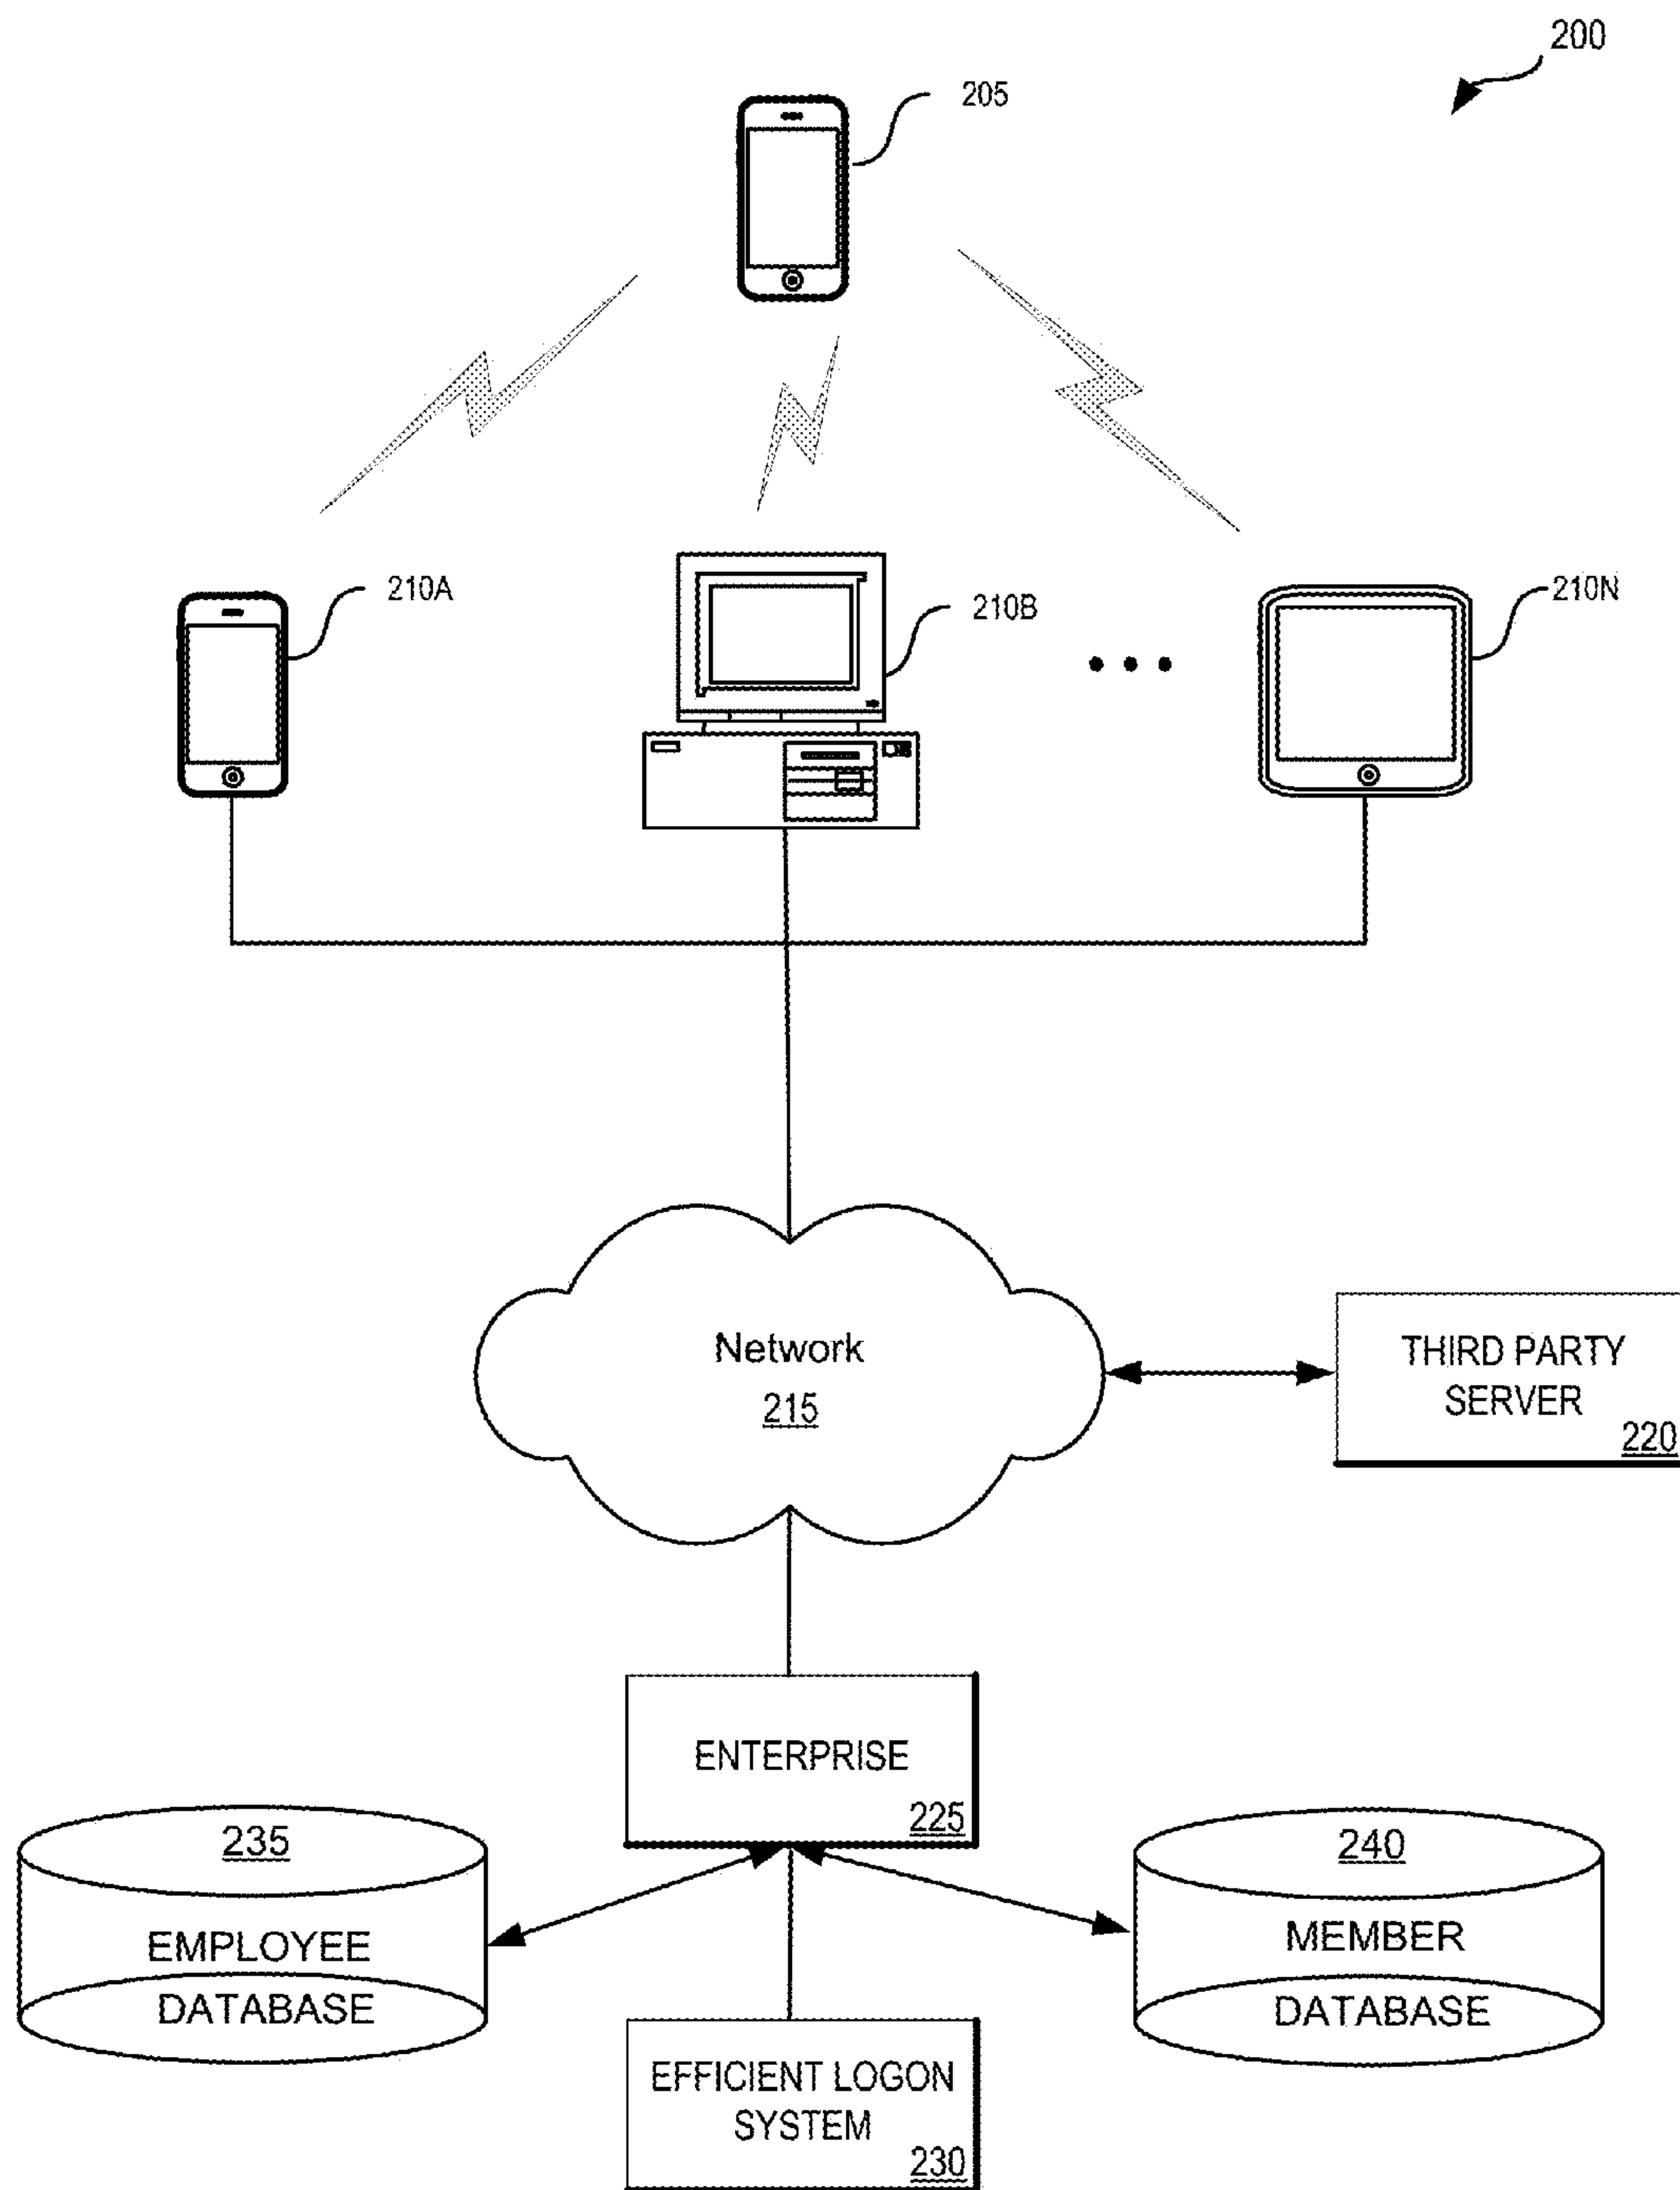 200
205
210A
210B
210N
Network
215
THIRD PARTY
SERVER
220
ENTERPRISE
225
235
EMPLOYEE
DATABASE
240
MEMBER
DATABASE
EFFICIENT LOGON
SYSTEM
230